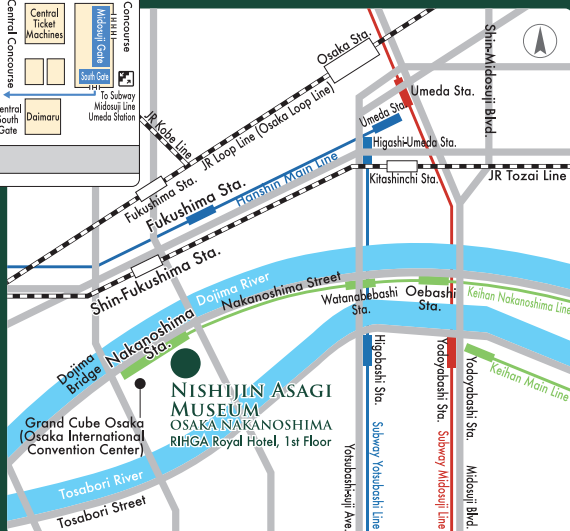 Central Concourse
Central
Ticket
Machines
Midosuji Gate
Concourse
South Gate
To Subway
Midosuji Line
Umeda Station
Central
South
Gate
Daimaru
JR Kobe Line
Osaka Sta.
JR Loop Line (Osaka Loop Line)
Umeda Sta.
Umeda Sta.
Shin-Midosuji Blvd.
Higashi-Umeda Sta.
Kitashinchi Sta.
JR Tozai Line
Fukushima Sta.
Fukushima Sta.
Hanshin Main Line
Shin-Fukushima Sta.
Dojima River
Nakanoshima Street
Watanabebashi
Sta.
Oebashi
Sta.
Keihan Nakanoshima Line
Nakanoshima
Sta.
Dojima
Bridge
NISHIJIN ASAGI
MUSEUM
OSAKA NAKANOSHIMA
RIHGA Royal Hotel, 1st Floor
Grand Cube Osaka
(Osaka International
Convention Center)
Higobashi Sta.
Yodoyabashi Sta.
Yodoyabashi Sta.
Keihan Main Line
Tosabori River
Tosabori Street
Yotsubashi-suji Ave.
Subway Yotsubashi Line
Subway Midosuji Line
Midosuji Blvd.